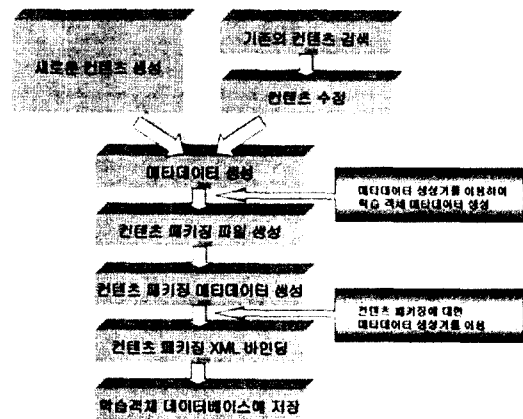 새로운 컨텐츠 생성
기존의 컨텐츠 검색
컨텐츠 수정
메타데이터 생성
메타데이터 생성기를 이용하여
학습 객체 메타데이터 생성
컨텐츠 패키징 파일 생성
컨텐츠 패키징 메타데이터 생성
컨텐츠 패키징에 대한
메타데이터 생성기를 이용
컨텐츠 패키징 XML 바인딩
학습객체 데이터베이스에 저장